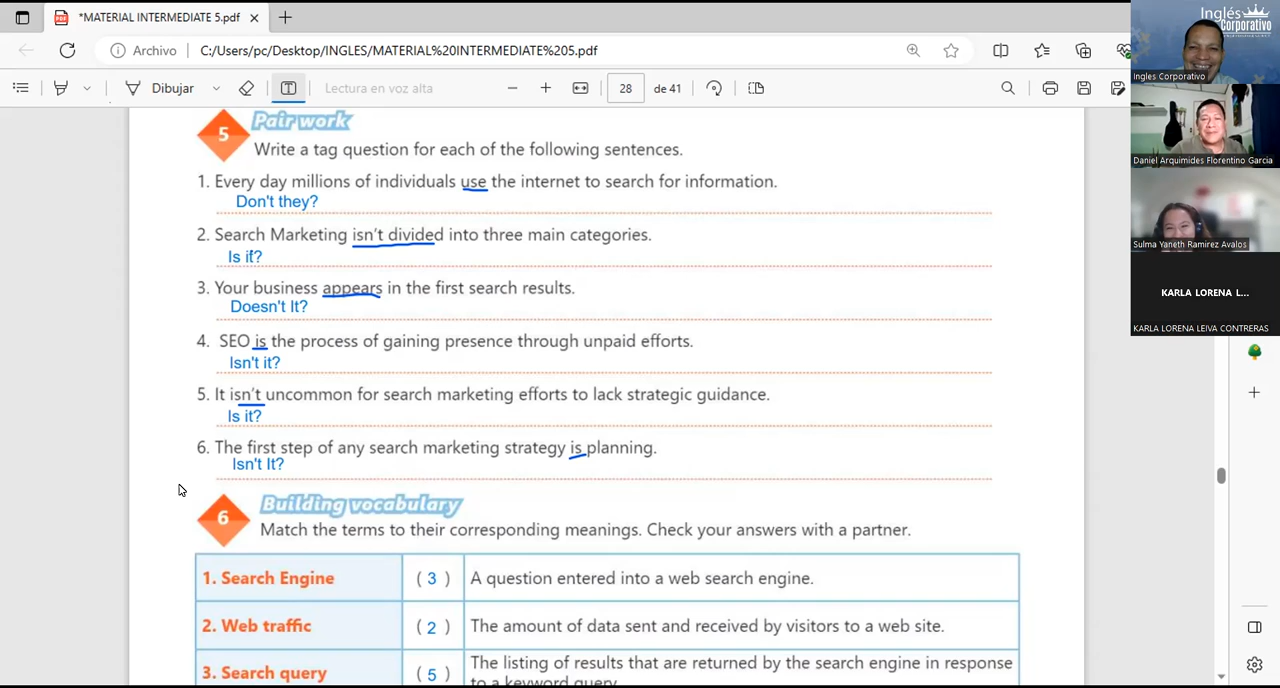 *MATERIAL INTERMEDIATE 5.pdf
Archivo C:/Users/pc/Desktop/INGLES/MATERIAL%20INTERMEDIATE%205.pdf
Dibujar Lectura en voz alta 28 de 41
5 Pair work
Write a tag question for each of the following sentences.
1. Every day millions of individuals use the internet to search for information.
Don't they?
2. Search Marketing isn't divided into three main categories.
Is it?
3. Your business appears in the first search results.
Doesn't It?
4. SEO is the process of gaining presence through unpaid efforts.
Isn't it?
5. It isn't uncommon for search marketing efforts to lack strategic guidance.
Is it?
6. The first step of any search marketing strategy is planning.
Isn't It?
6 Building vocabulary
Match the terms to their corresponding meanings. Check your answers with a partner.
1. Search Engine ( 3 ) A question entered into a web search engine.
2. Web traffic ( 2 ) The amount of data sent and received by visitors to a web site.
3. Search query ( 5 ) The listing of results that are returned by the search engine in response
to a keyword query
Inglés
Corporativo
Ingles Corporativo
Daniel Arquimides Florentino Garcia
Sulma Yaneth Ramirez Avalos
KARLA LORENA L...
KARLA LORENA LEIVA CONTRERAS